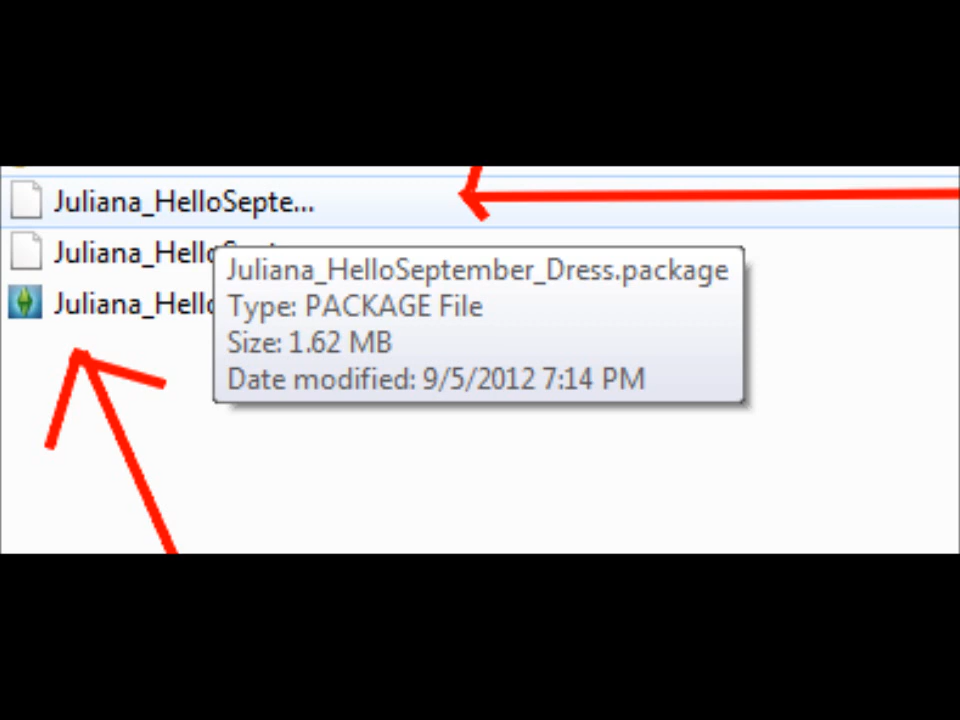 Juliana_HelloSepte...
Juliana_Hello
Juliana_Hello
Juliana_HelloSeptember_Dress.package
Type: PACKAGE File
Size: 1.62 MB
Date modified: 9/5/2012 7:14 PM